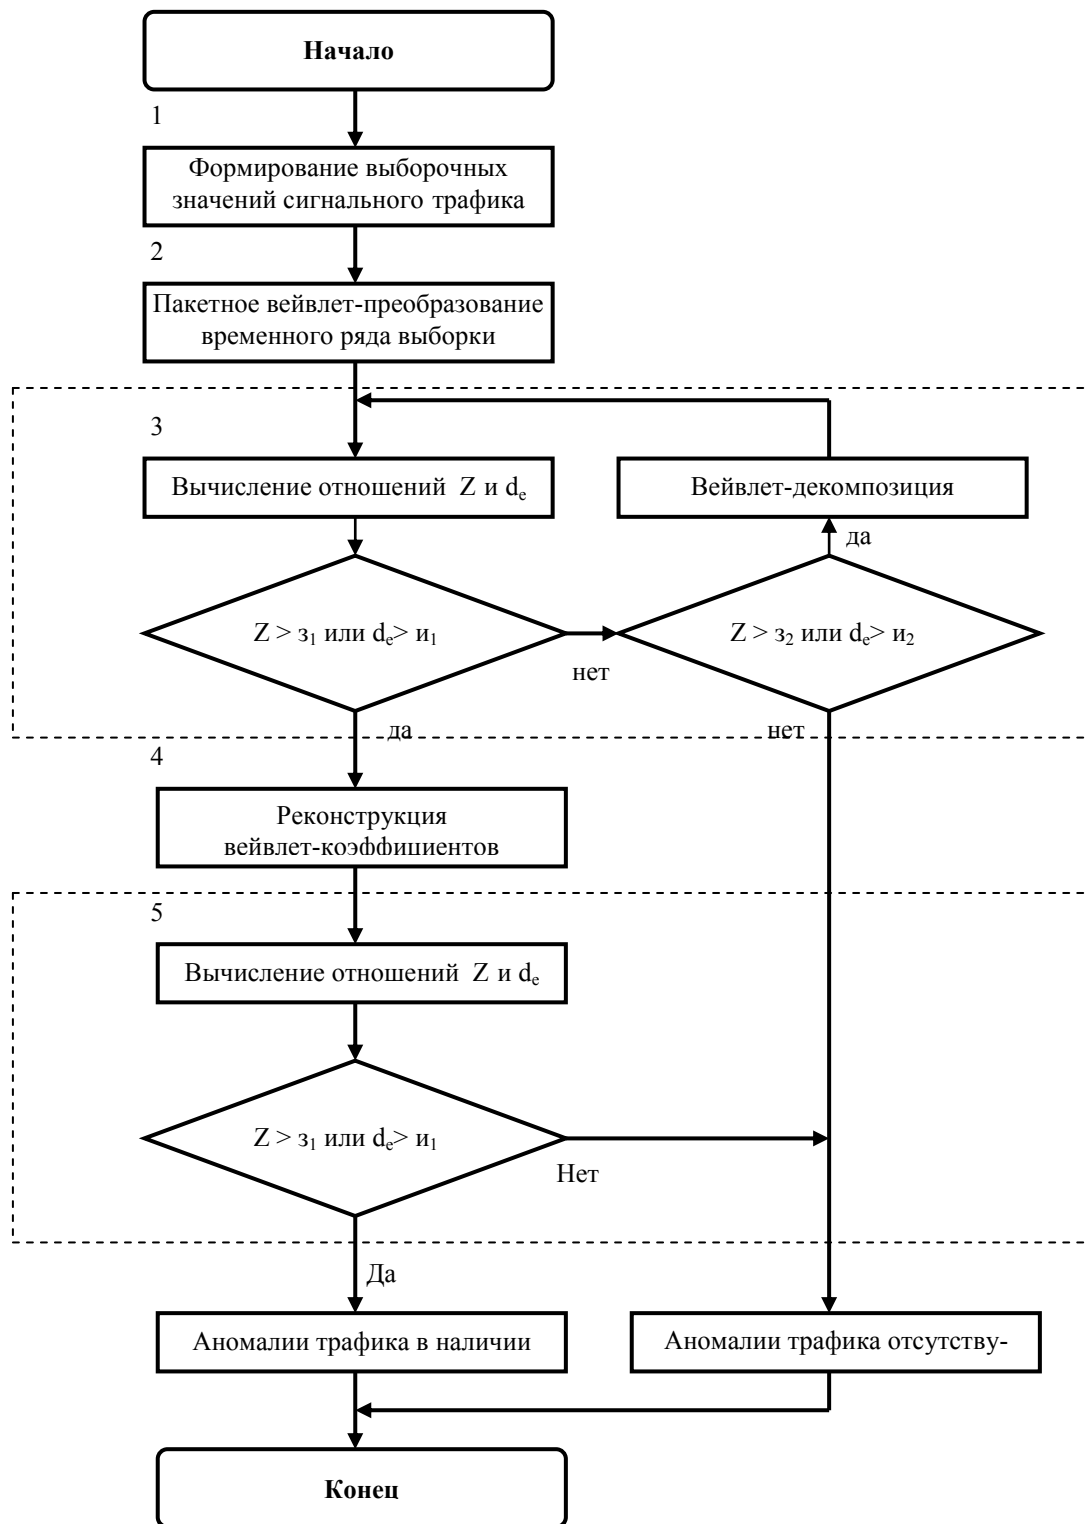 Начало
1
Формирование выборочных
значений сигнального трафика
2
Пакетное вейвлет-преобразование
временного ряда выборки
3
Вычисление отношений Z и dₑ
Вейвлет-декомпозиция
да
Z > з₁ или dₑ> и₁
Z > з₂ или dₑ> и₂
нет
да
нет
4
Реконструкция
вейвлет-коэффициентов
5
Вычисление отношений Z и dₑ
Z > з₁ или dₑ> и₁
Нет
Да
Аномалии трафика в наличии
Аномалии трафика отсутству-
Конец